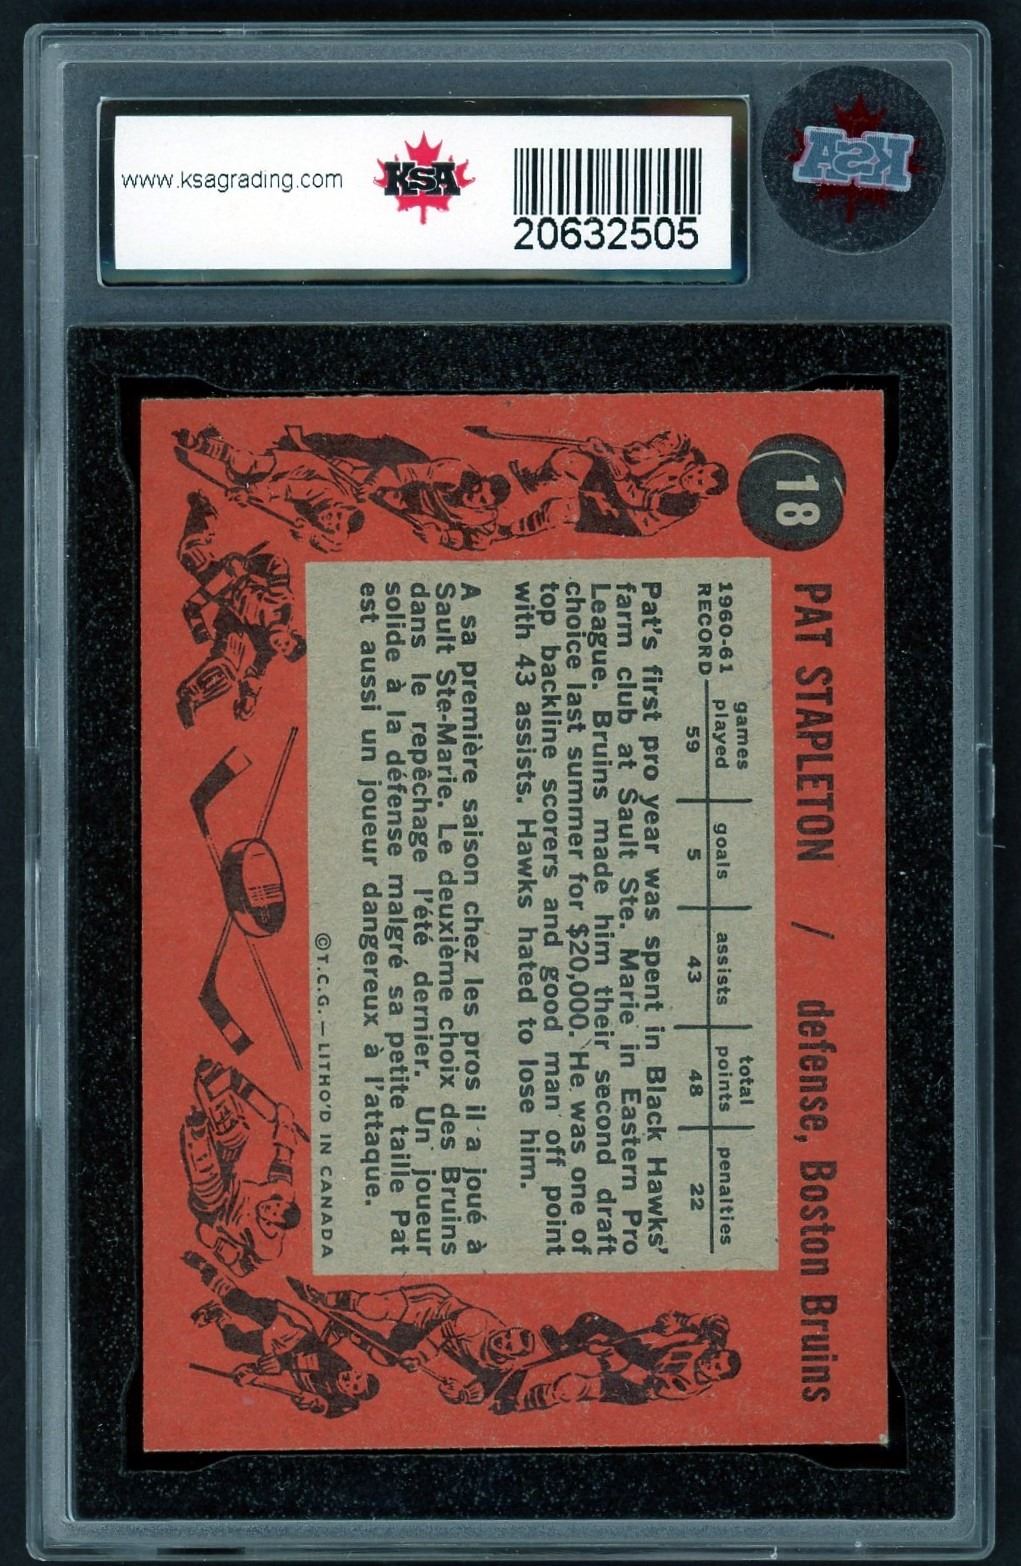 www.ksagrading.com
KSA
20632505
KSA
18
PAT STAPLETON / defense, Boston Bruins
1960-61 games total
RECORD played goals assists points penalties
59 5 43 48 22
Pat's first pro year was spent in Black Hawks'
farm club at Sault Ste. Marie in Eastern Pro
League. Bruins made him their second draft
choice last summer for $20,000. He was one of
top backline scorers and good man off point
with 43 assists. Hawks hated to lose him.
A sa première saison chez les pros il a joué à
Sault Ste-Marie. Le deuxième choix des Bruins
dans le repêchage l'été dernier. Un joueur
solide à la défense malgré sa petite taille Pat
est aussi un joueur dangereux à l'attaque.
©T.C.G.—LITHO'D IN CANADA